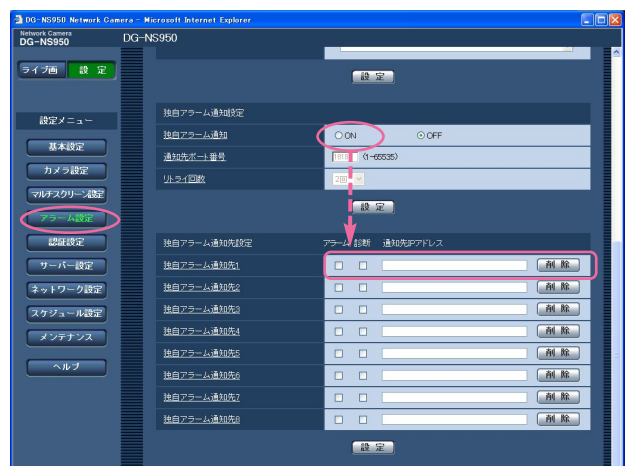 DG-NS950 Network Camera - Microsoft Internet Explorer
Network Camera
DG-NS950
DG-NS950
ライブ画 設 定
設 定
設定メニュー
基本設定
カメラ設定
マルチスクリーン設定
アラーム設定
認証設定
サーバー設定
ネットワーク設定
スケジュール設定
メンテナンス
ヘルプ
独自アラーム通知設定
独自アラーム通知 ON OFF
通知先ポート番号 (1-65535)
リトライ回数 2回
設 定
独自アラーム通知先設定 アラーム 診断 通知先IPアドレス
独自アラーム通知先1 削 除
独自アラーム通知先2 削 除
独自アラーム通知先3 削 除
独自アラーム通知先4 削 除
独自アラーム通知先5 削 除
独自アラーム通知先6 削 除
独自アラーム通知先7 削 除
独自アラーム通知先8 削 除
設 定